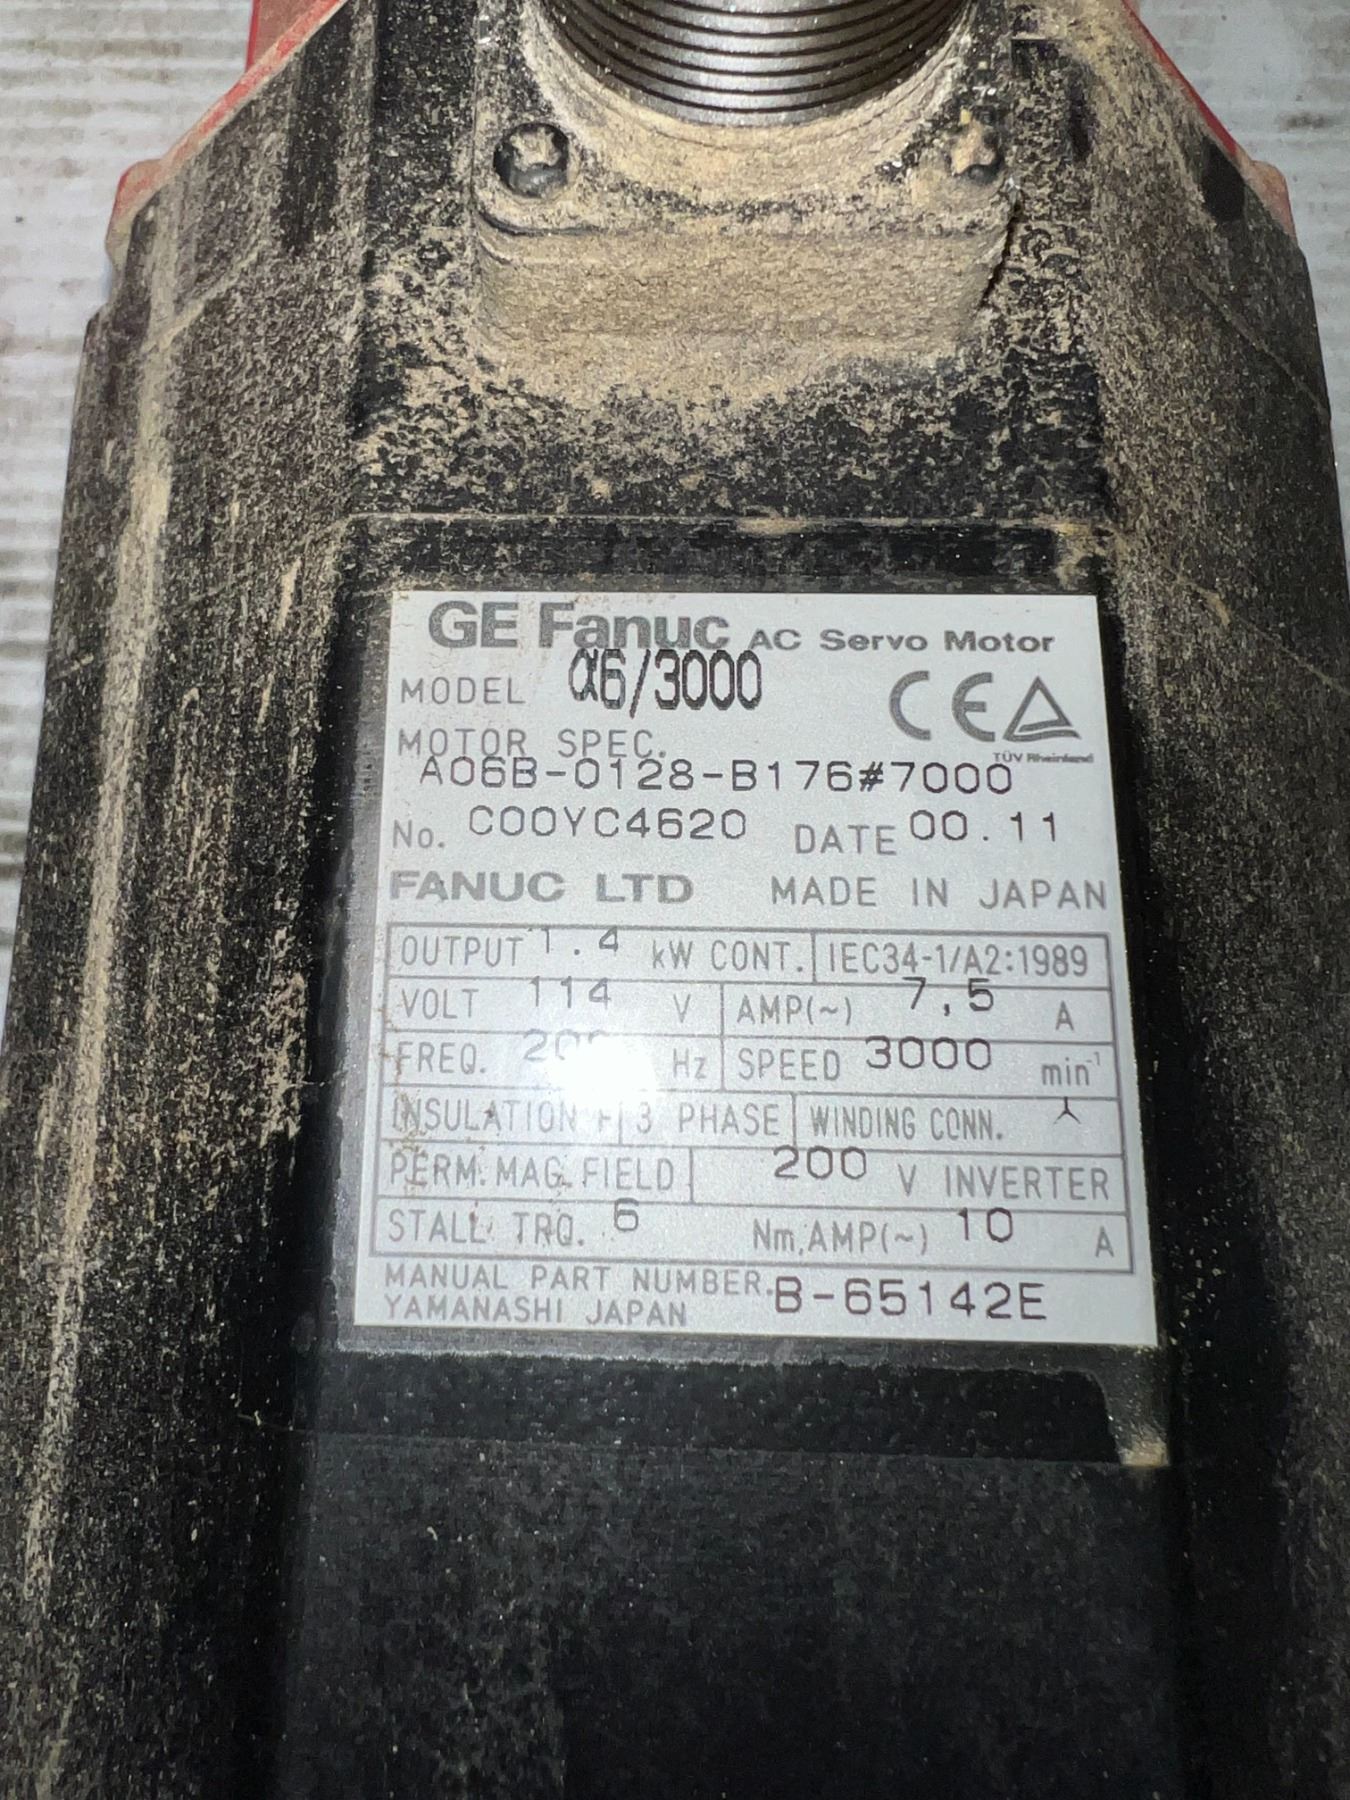 GE Fanuc AC Servo Motor
MODEL α6/3000
CE
TÜV Rheinland
MOTOR SPEC.
A06B-0128-B176#7000
No. C00YC4620 DATE 00.11
FANUC LTD MADE IN JAPAN
OUTPUT 1.4 kW CONT. IEC34-1/A2:1989
VOLT 114 V AMP(~) 7,5 A
FREQ. Hz SPEED 3000 min⁻¹
INSULATION F 3 PHASE WINDING CONN.
PERM. MAG. FIELD 200 V INVERTER
STALL TRQ. 6 Nm, AMP(~) 10 A
MANUAL PART NUMBER. B-65142E
YAMANASHI JAPAN